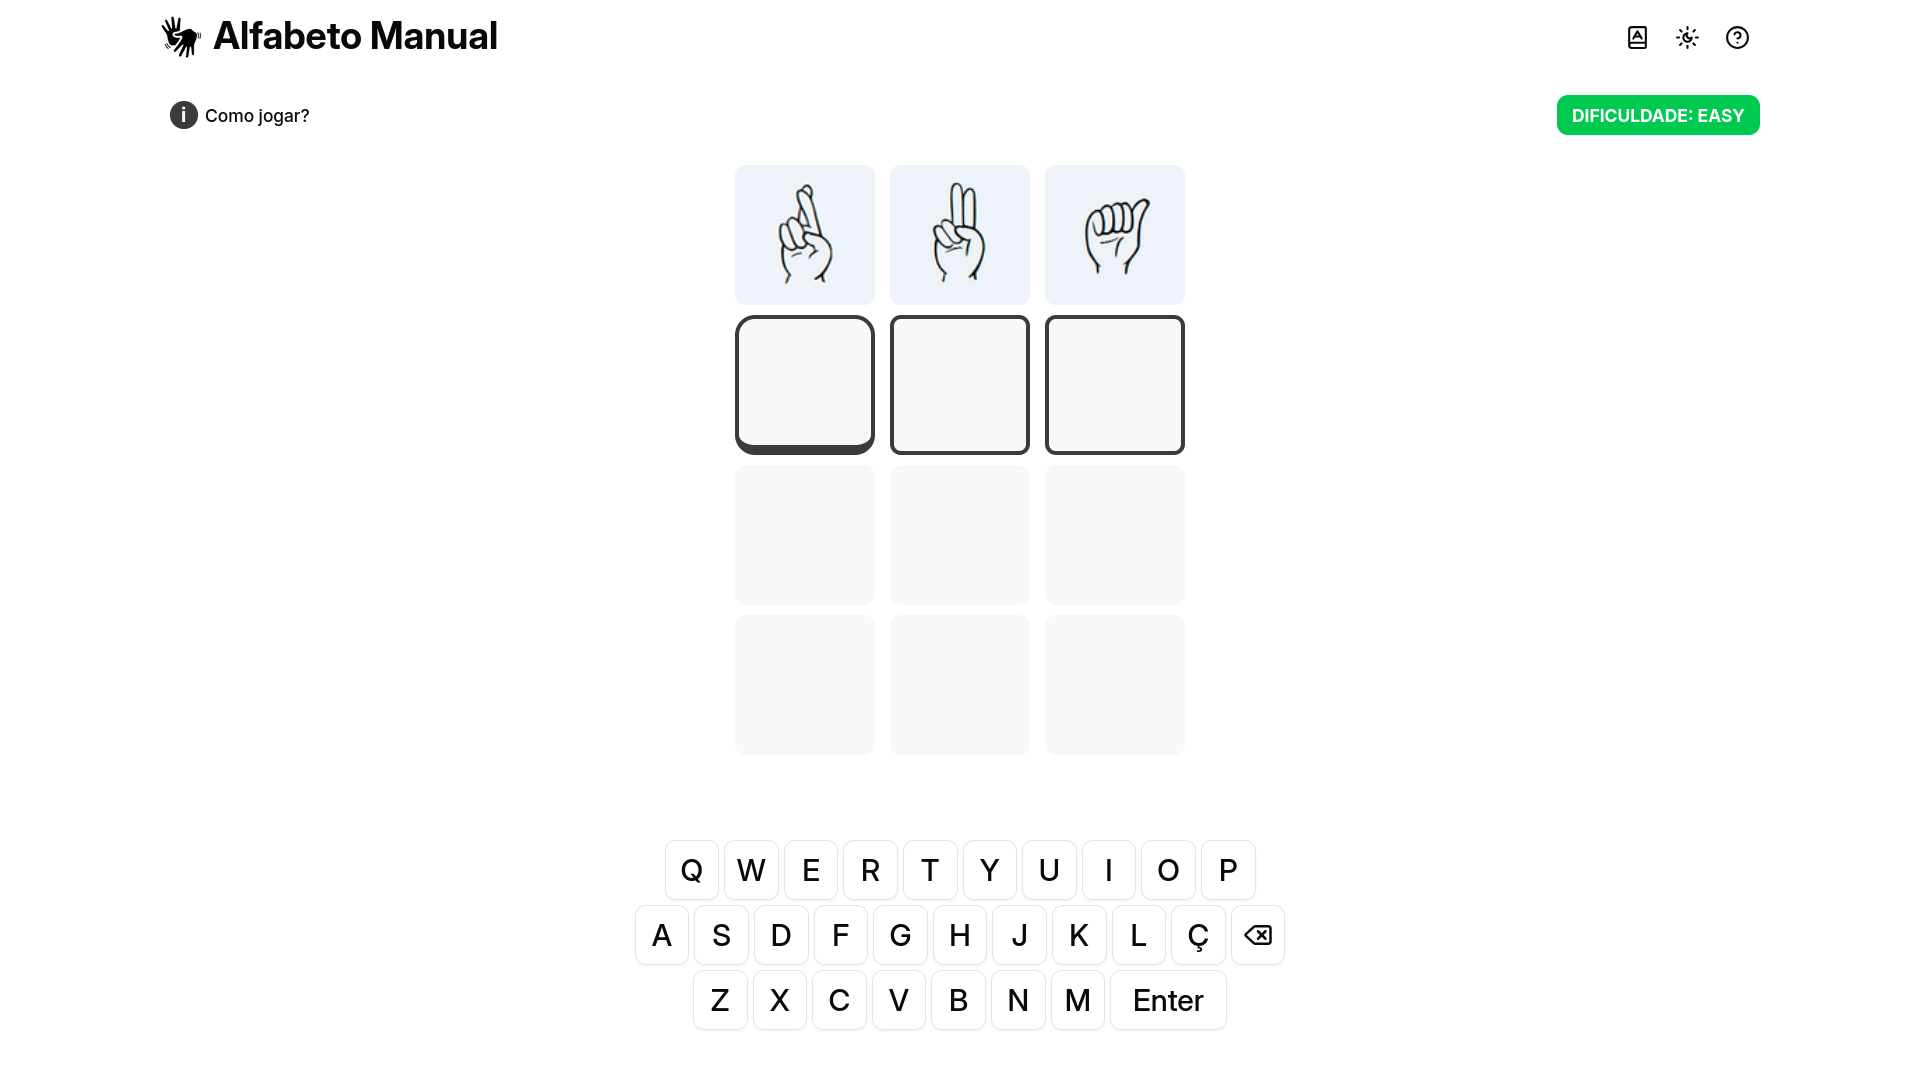 Alfabeto Manual
i Como jogar?
DIFICULDADE: EASY
Q W E R T Y U I O P
A S D F G H J K L Ç
Z X C V B N M Enter